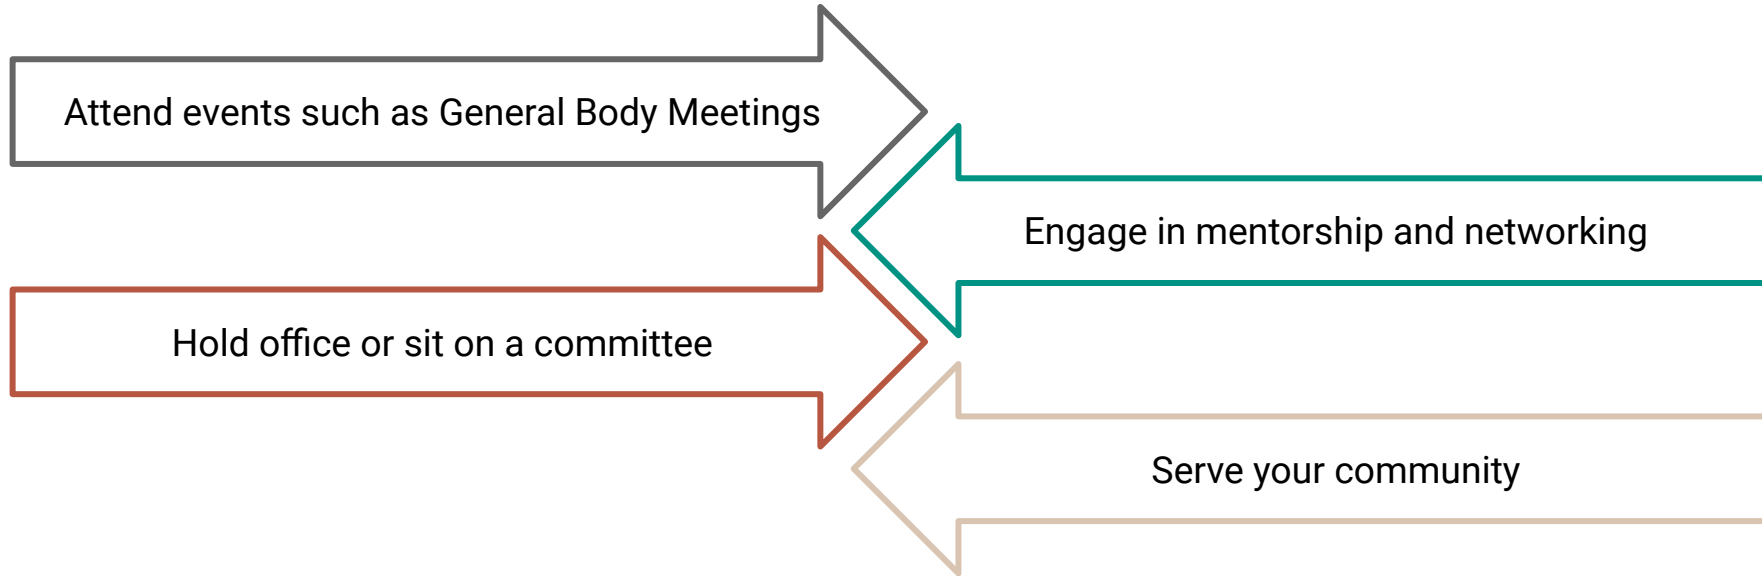 Attend events such as General Body Meetings
Engage in mentorship and networking
Hold office or sit on a committee
Serve your community